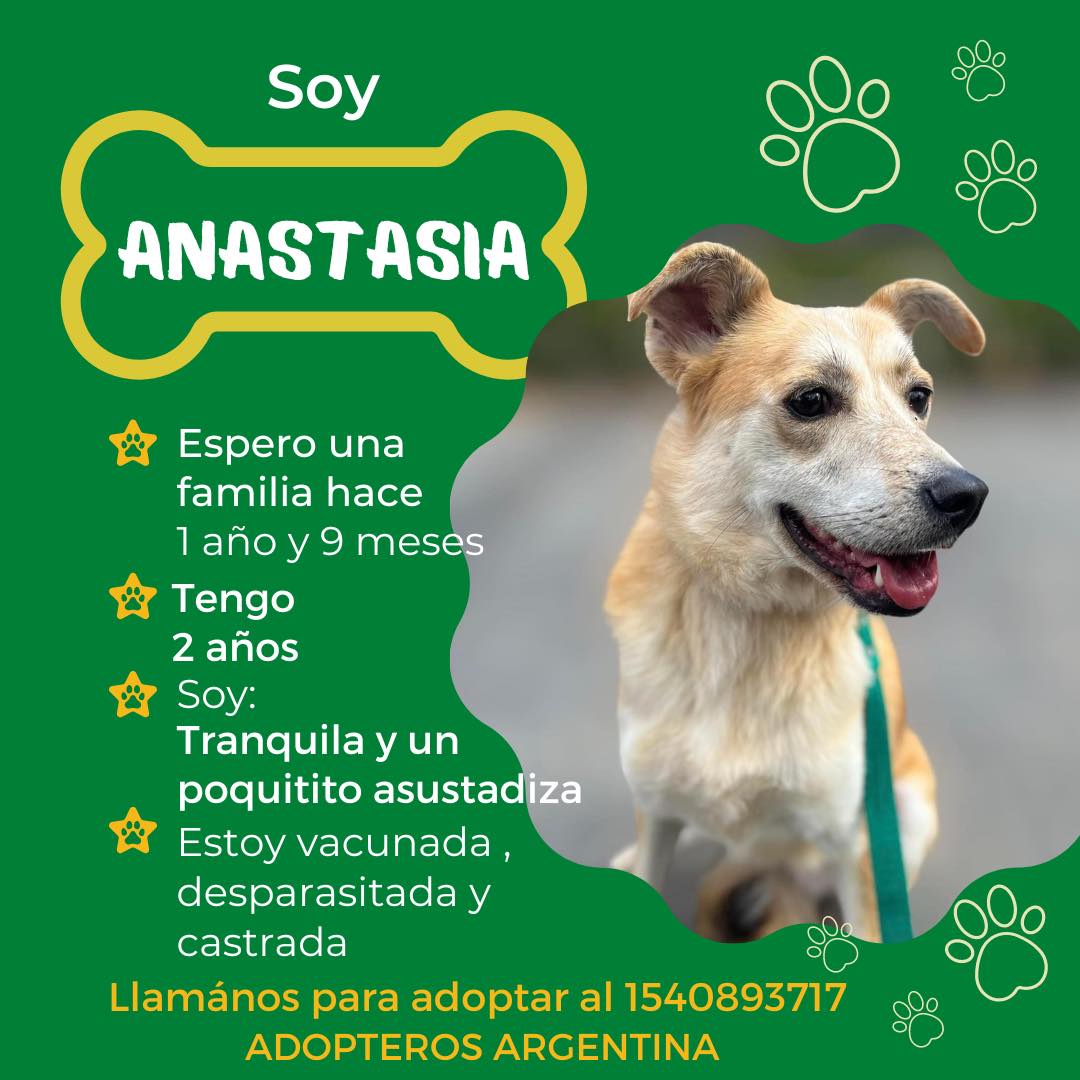 Soy
ANASTASIA
Espero una
familia hace
1 año y 9 meses
Tengo
2 años
Soy:
Tranquila y un
poquitito asustadiza
Estoy vacunada ,
desparasitada y
castrada
Llamános para adoptar al 1540893717
ADOPTEROS ARGENTINA